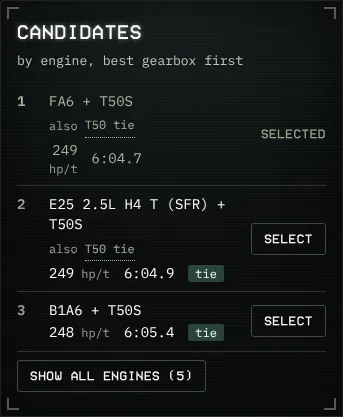 CANDIDATES
by engine, best gearbox first
1 FA6 + T50S
also T50 tie
SELECTED
249 hp/t 6:04.7
2 E25 2.5L H4 T (SFR) +
T50S
also T50 tie
SELECT
249 hp/t 6:04.9 tie
3 B1A6 + T50S
SELECT
248 hp/t 6:05.4 tie
SHOW ALL ENGINES (5)